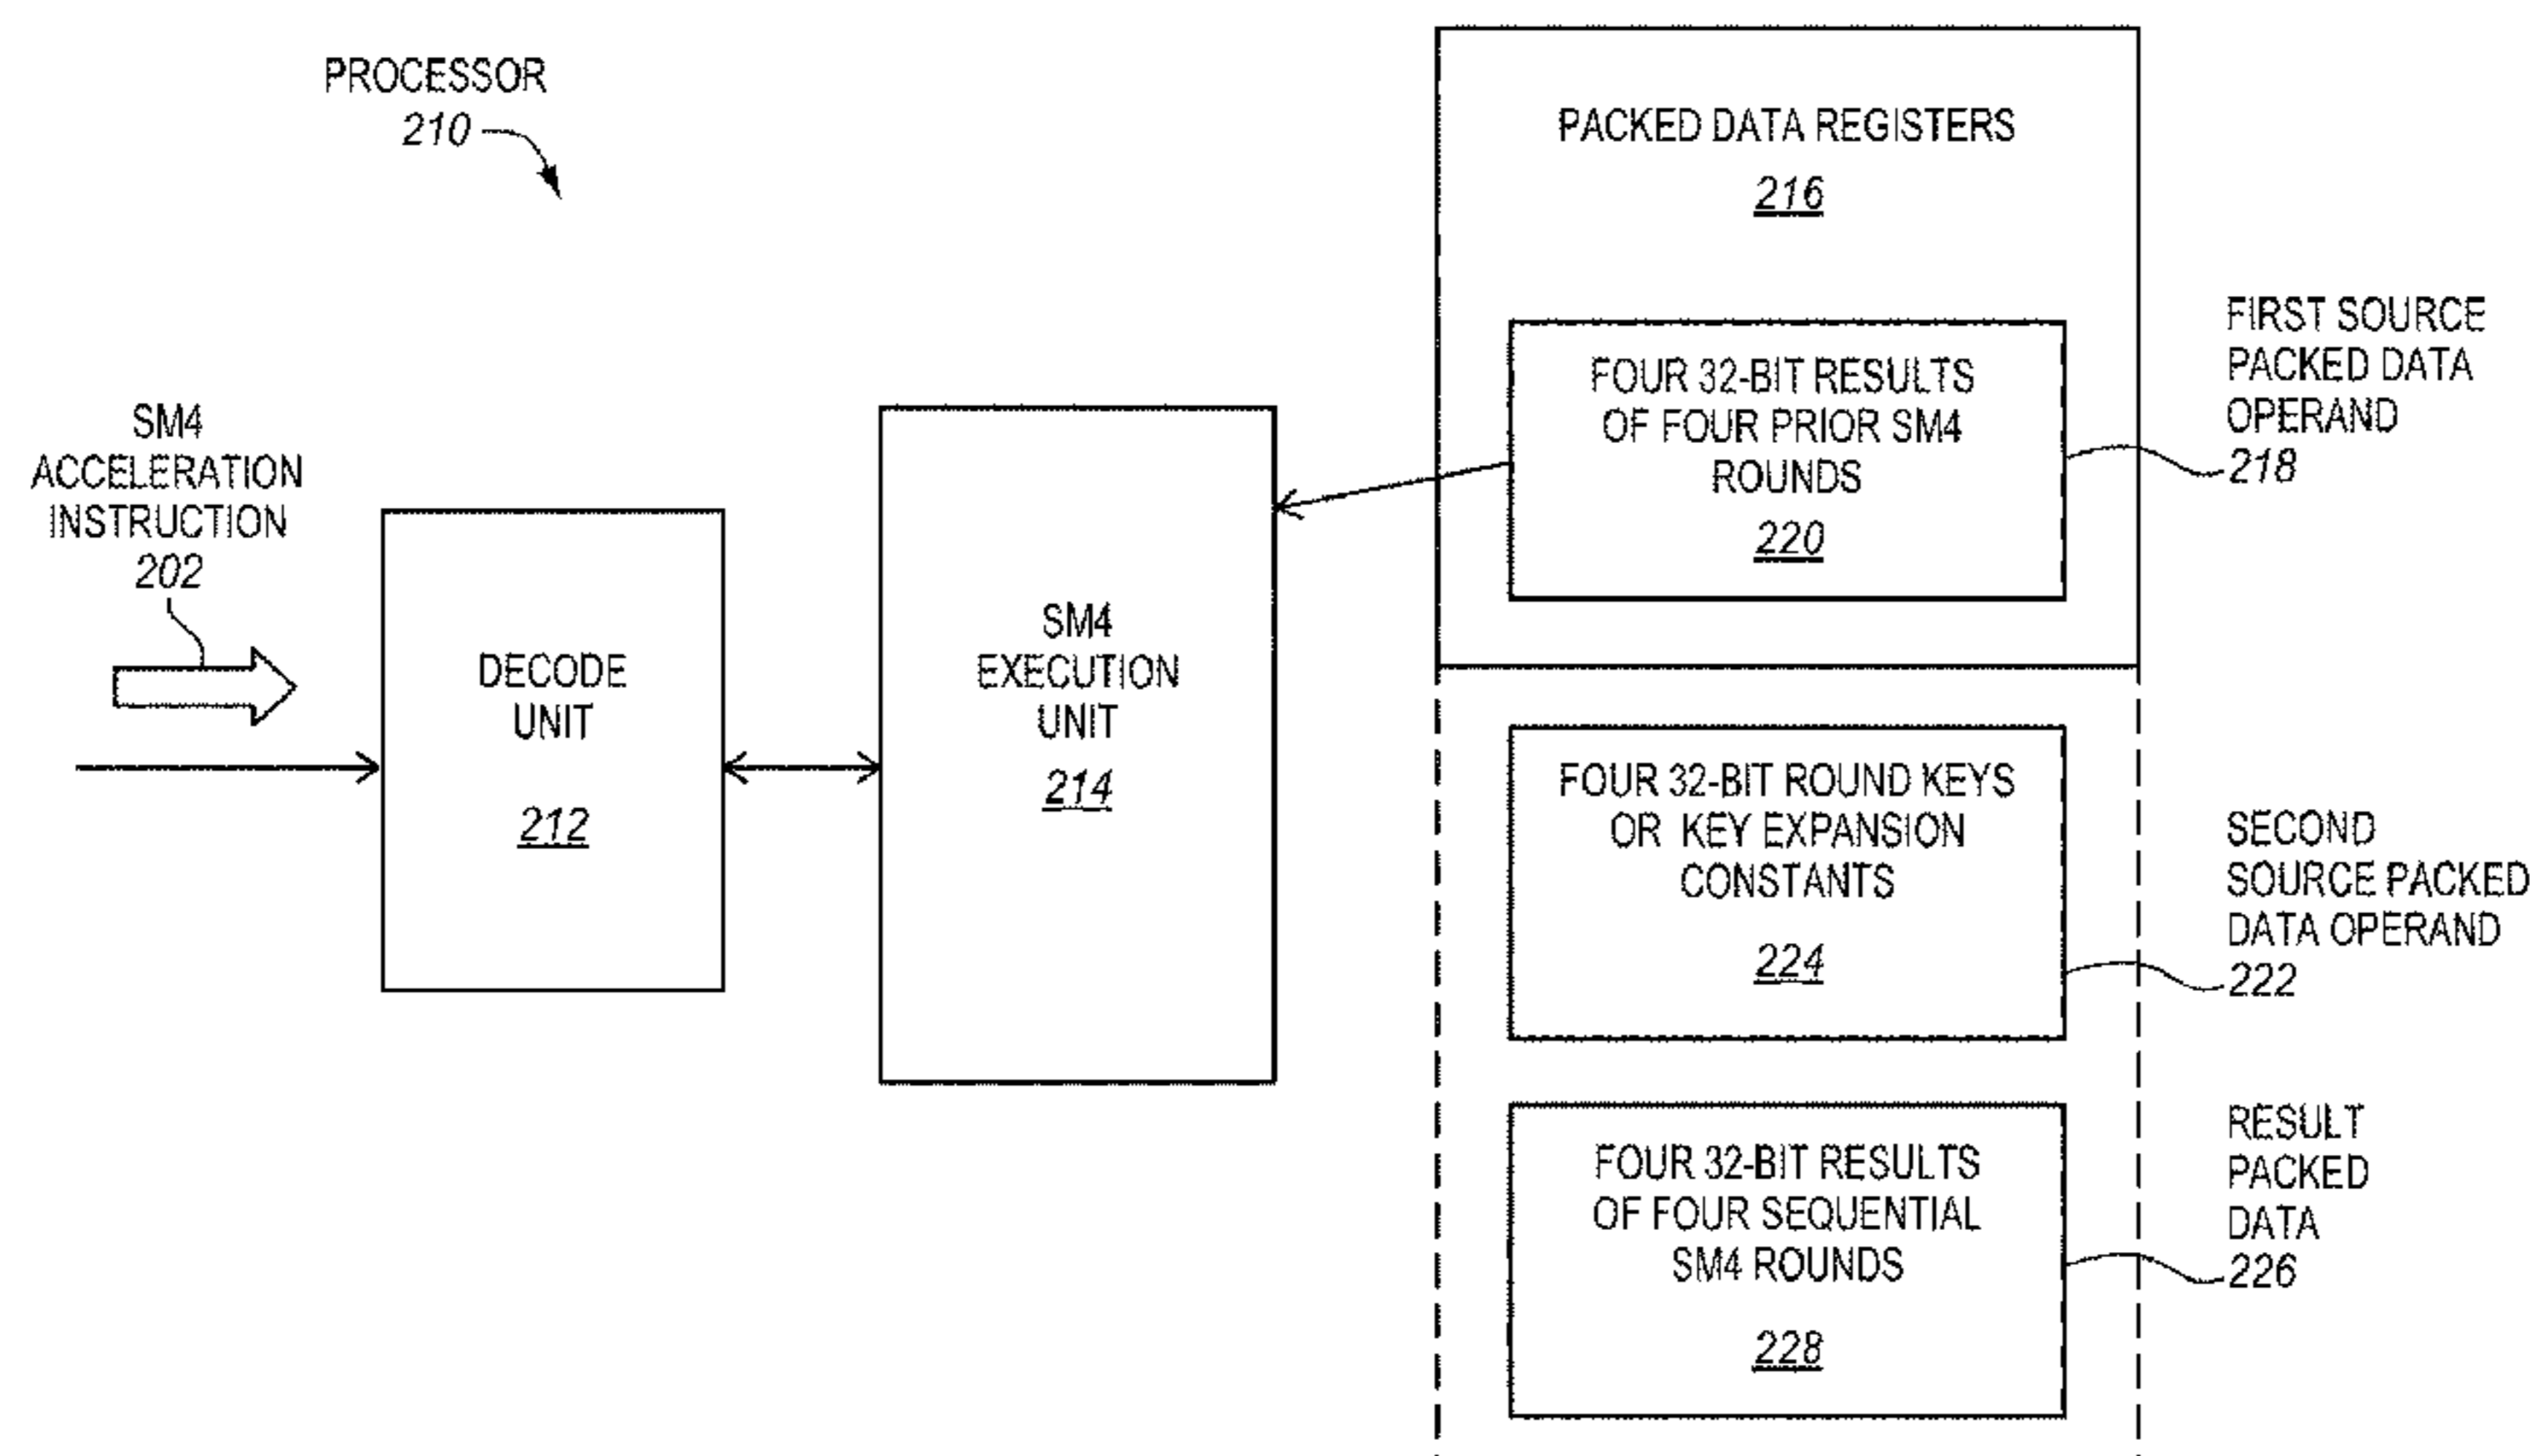 PROCESSOR
210
SM4
ACCELERATION
INSTRUCTION
202
DECODE
UNIT
212
SM4
EXECUTION
UNIT
214
PACKED DATA REGISTERS
216
FOUR 32-BIT RESULTS
OF FOUR PRIOR SM4
ROUNDS
220
FIRST SOURCE
PACKED DATA
OPERAND
218
FOUR 32-BIT ROUND KEYS
OR KEY EXPANSION
CONSTANTS
224
SECOND
SOURCE PACKED
DATA OPERAND
222
FOUR 32-BIT RESULTS
OF FOUR SEQUENTIAL
SM4 ROUNDS
228
RESULT
PACKED
DATA
226